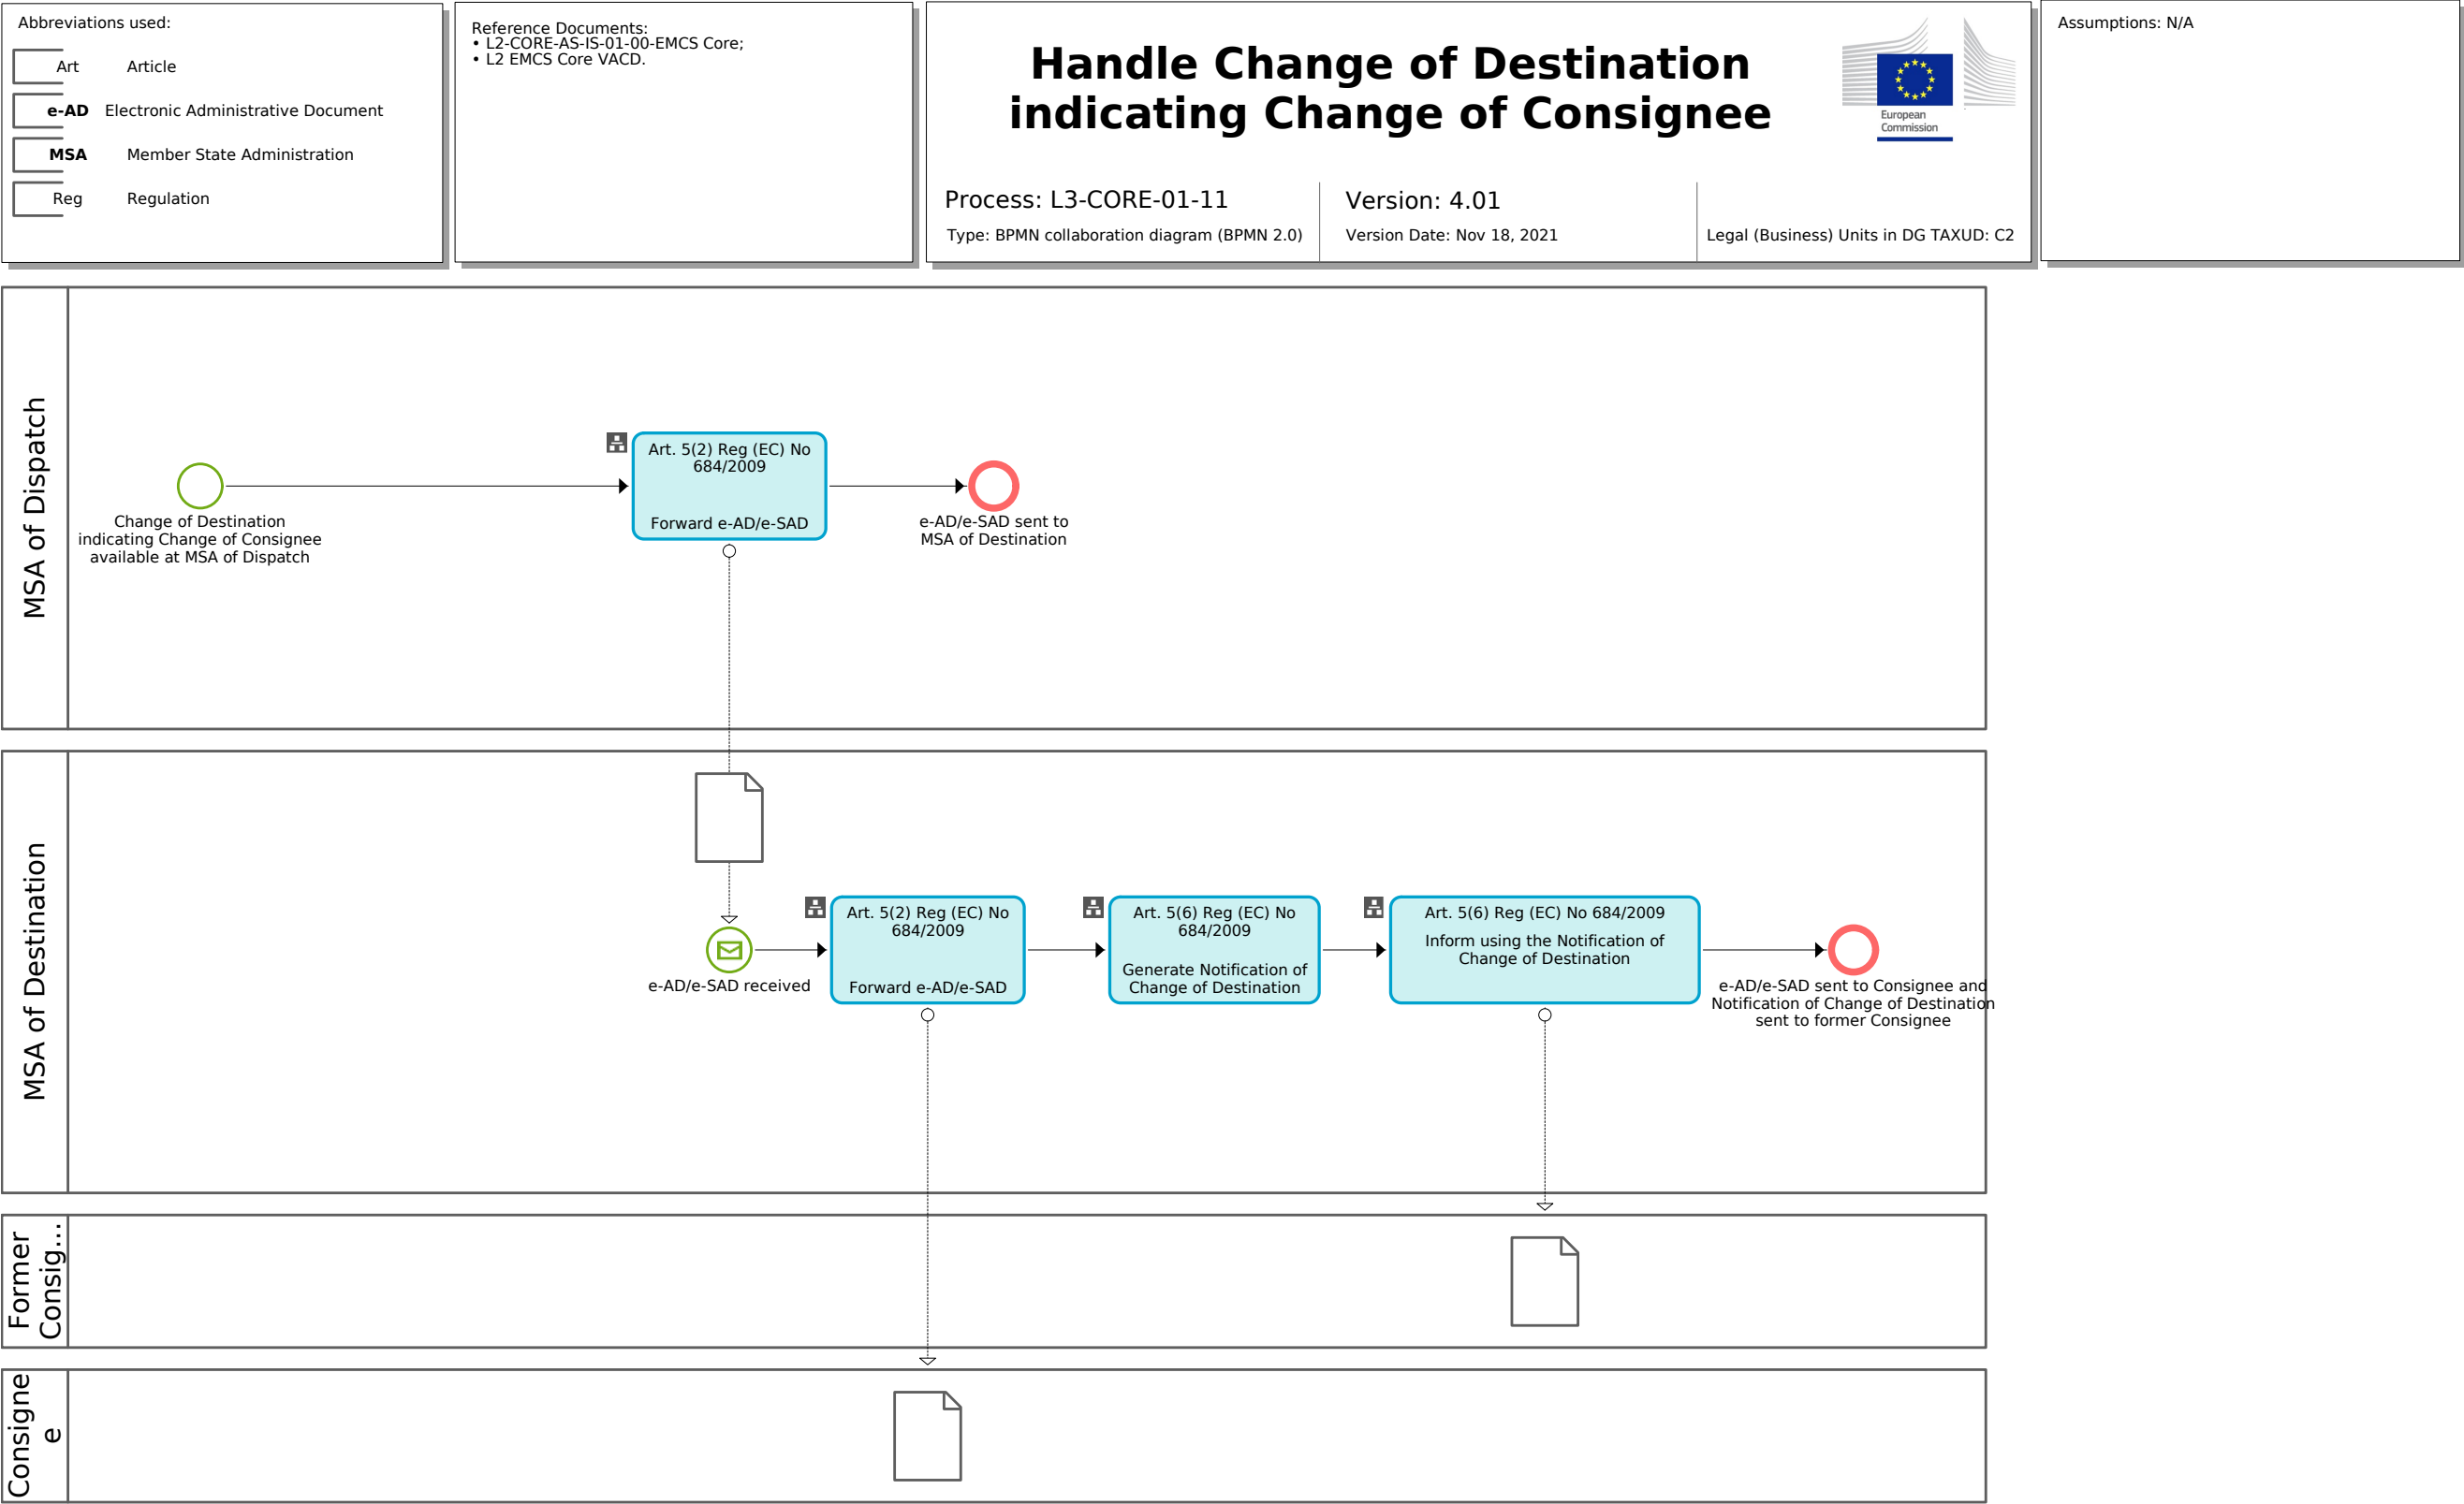 Abbreviations used:
Art Article
e-AD Electronic Administrative Document
MSA Member State Administration
Reg Regulation
Reference Documents:
• L2-CORE-AS-IS-01-00-EMCS Core;
• L2 EMCS Core VACD.
Handle Change of Destination
indicating Change of Consignee
European
Commission
Process: L3-CORE-01-11
Type: BPMN collaboration diagram (BPMN 2.0)
Version: 4.01
Version Date: Nov 18, 2021
Legal (Business) Units in DG TAXUD: C2
Assumptions: N/A
MSA of Dispatch
Change of Destination
indicating Change of Consignee
available at MSA of Dispatch
Art. 5(2) Reg (EC) No
684/2009
Forward e-AD/e-SAD
e-AD/e-SAD sent to
MSA of Destination
MSA of Destination
e-AD/e-SAD received
Art. 5(2) Reg (EC) No
684/2009
Forward e-AD/e-SAD
Art. 5(6) Reg (EC) No
684/2009
Generate Notification of
Change of Destination
Art. 5(6) Reg (EC) No 684/2009
Inform using the Notification of
Change of Destination
e-AD/e-SAD sent to Consignee and
Notification of Change of Destination
sent to former Consignee
Former
Consig...
Consigne
e